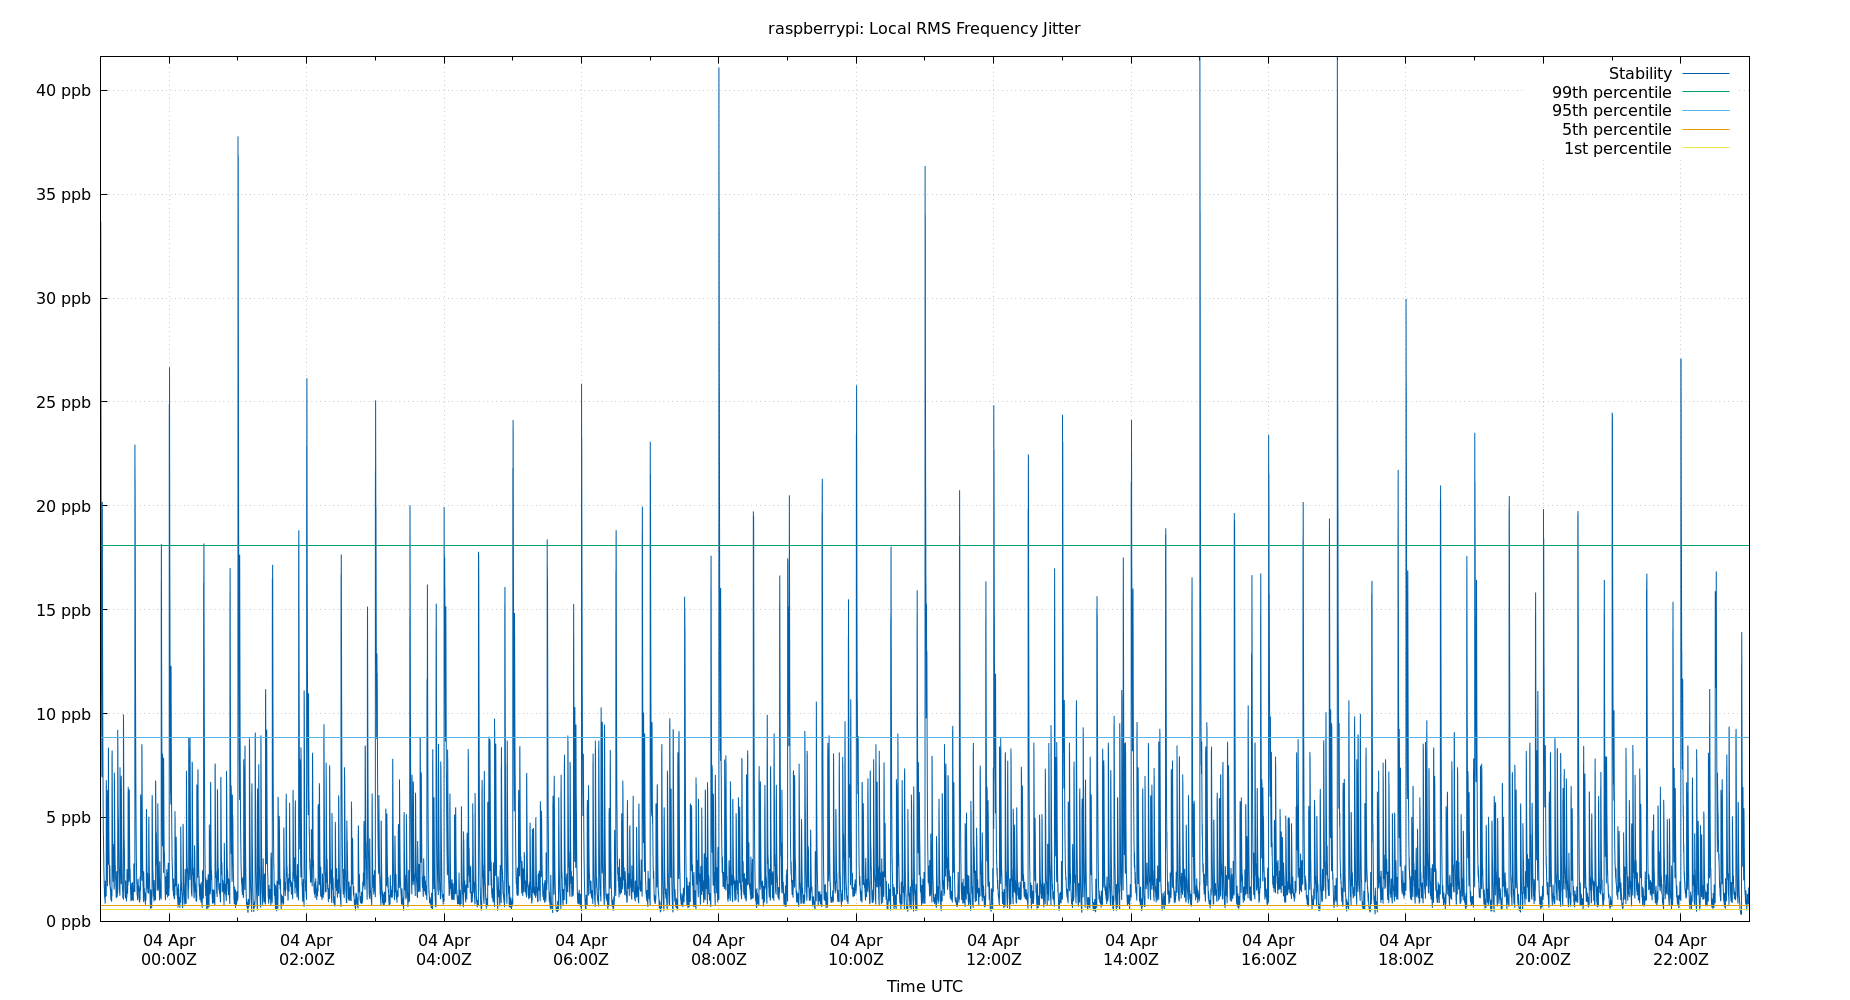 raspberrypi: Local RMS Frequency Jitter
Stability
99th percentile
95th percentile
5th percentile
1st percentile
40 ppb
35 ppb
30 ppb
25 ppb
20 ppb
15 ppb
10 ppb
5 ppb
0 ppb
04 Apr 04 Apr 04 Apr 04 Apr 04 Apr 04 Apr 04 Apr 04 Apr 04 Apr 04 Apr 04 Apr 04 Apr
00:00Z 02:00Z 04:00Z 06:00Z 08:00Z 10:00Z 12:00Z 14:00Z 16:00Z 18:00Z 20:00Z 22:00Z
Time UTC